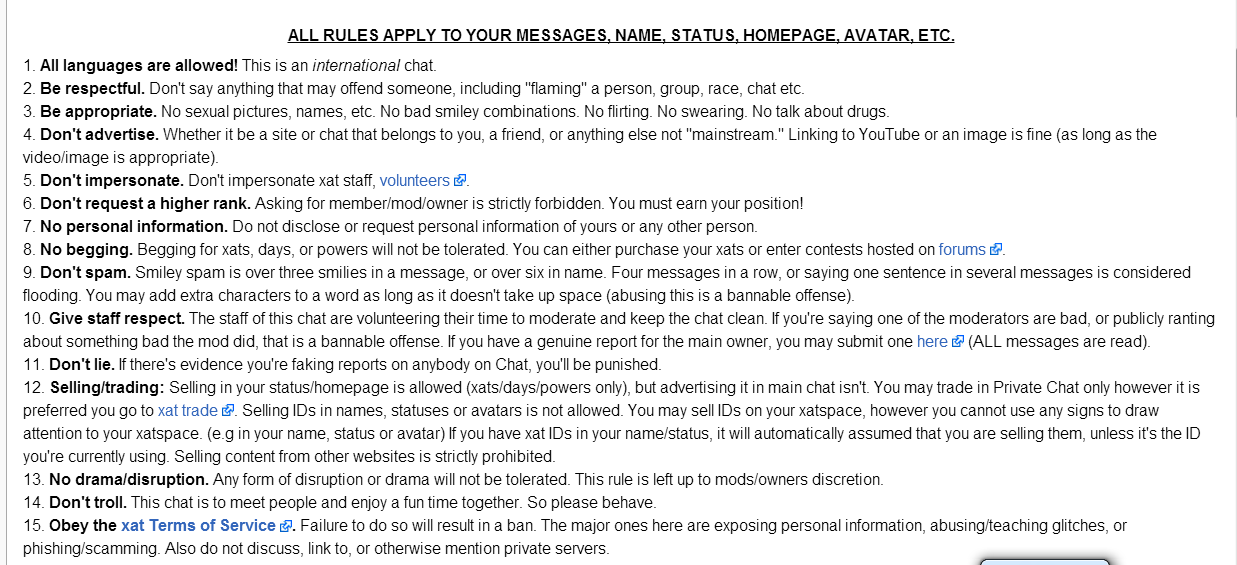 ALL RULES APPLY TO YOUR MESSAGES, NAME, STATUS, HOMEPAGE, AVATAR, ETC.
1. All languages are allowed! This is an international chat.
2. Be respectful. Don't say anything that may offend someone, including "flaming" a person, group, race, chat etc.
3. Be appropriate. No sexual pictures, names, etc. No bad smiley combinations. No flirting. No swearing. No talk about drugs.
4. Don't advertise. Whether it be a site or chat that belongs to you, a friend, or anything else not "mainstream." Linking to YouTube or an image is fine (as long as the
video/image is appropriate).
5. Don't impersonate. Don't impersonate xat staff, volunteers.
6. Don't request a higher rank. Asking for member/mod/owner is strictly forbidden. You must earn your position!
7. No personal information. Do not disclose or request personal information of yours or any other person.
8. No begging. Begging for xats, days, or powers will not be tolerated. You can either purchase your xats or enter contests hosted on forums.
9. Don't spam. Smiley spam is over three smilies in a message, or over six in name. Four messages in a row, or saying one sentence in several messages is considered
flooding. You may add extra characters to a word as long as it doesn't take up space (abusing this is a bannable offense).
10. Give staff respect. The staff of this chat are volunteering their time to moderate and keep the chat clean. If you're saying one of the moderators are bad, or publicly ranting
about something bad the mod did, that is a bannable offense. If you have a genuine report for the main owner, you may submit one here (ALL messages are read).
11. Don't lie. If there's evidence you're faking reports on anybody on Chat, you'll be punished.
12. Selling/trading: Selling in your status/homepage is allowed (xats/days/powers only), but advertising it in main chat isn't. You may trade in Private Chat only however it is
preferred you go to xat trade. Selling IDs in names, statuses or avatars is not allowed. You may sell IDs on your xatspace, however you cannot use any signs to draw
attention to your xatspace. (e.g in your name, status or avatar) If you have xat IDs in your name/status, it will automatically assumed that you are selling them, unless it's the ID
you're currently using. Selling content from other websites is strictly prohibited.
13. No drama/disruption. Any form of disruption or drama will not be tolerated. This rule is left up to mods/owners discretion.
14. Don't troll. This chat is to meet people and enjoy a fun time together. So please behave.
15. Obey the xat Terms of Service. Failure to do so will result in a ban. The major ones here are exposing personal information, abusing/teaching glitches, or
phishing/scamming. Also do not discuss, link to, or otherwise mention private servers.